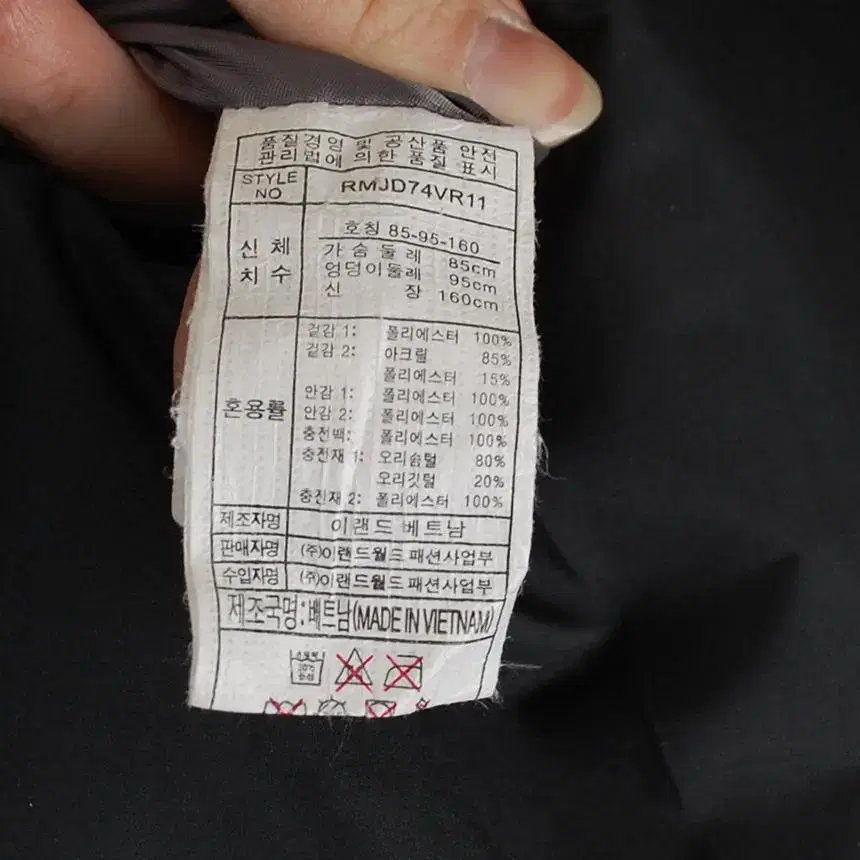 품질경영 및 공산품 안전
관리법에 의한 품질 표시
STYLE NO RMJD74VR11
신체 치수
호칭 85-95-160
가슴둘레 85cm
엉덩이둘레 95cm
신 장 160cm
혼용률
겉감 1: 폴리에스터 100%
겉감 2: 아크릴 85%
폴리에스터 15%
안감 1: 폴리에스터 100%
안감 2: 폴리에스터 100%
충전백: 폴리에스터 100%
충전재 1: 오리솜털 80%
오리깃털 20%
충전재 2: 폴리에스터 100%
제조자명 이랜드베트남
판매자명 (주)이랜드월드 패션사업부
수입자명 (주)이랜드월드 패션사업부
제조국명:베트남(MADE IN VIETNAM)
30℃